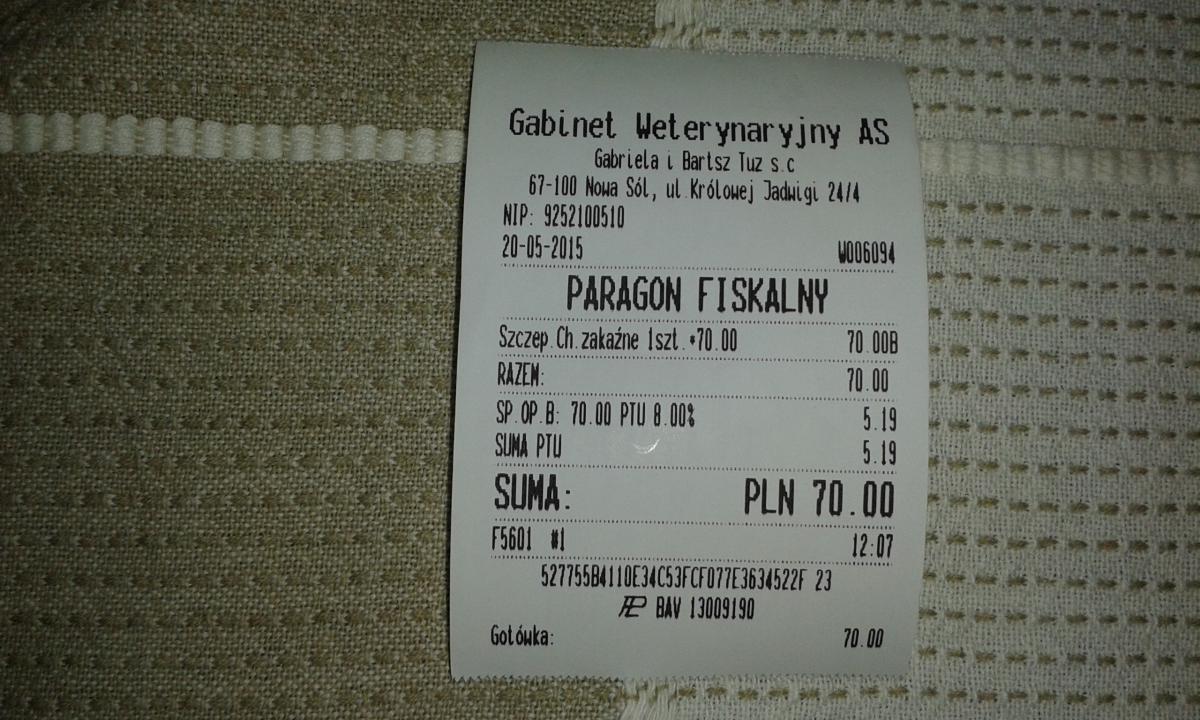 Gabinet Weterynaryjny AS
Gabriela i Bartsz Tuz s.c
67-100 Nowa Sól, ul.Królowej Jadwigi 24/4
NIP: 9252100510
20-05-2015 W006094
PARAGON FISKALNY
Szczep.Ch.zakaźne 1szt.*70.00 70.00B
RAZEM: 70.00
SP.OP.B: 70.00 PTU 8.00% 5.19
SUMA PTU 5.19
SUMA: PLN 70.00
F5601 #1 12:07
527755B4110E34C53FCF077E3634522F 23
BAV 13009190
Gotówka: 70.00